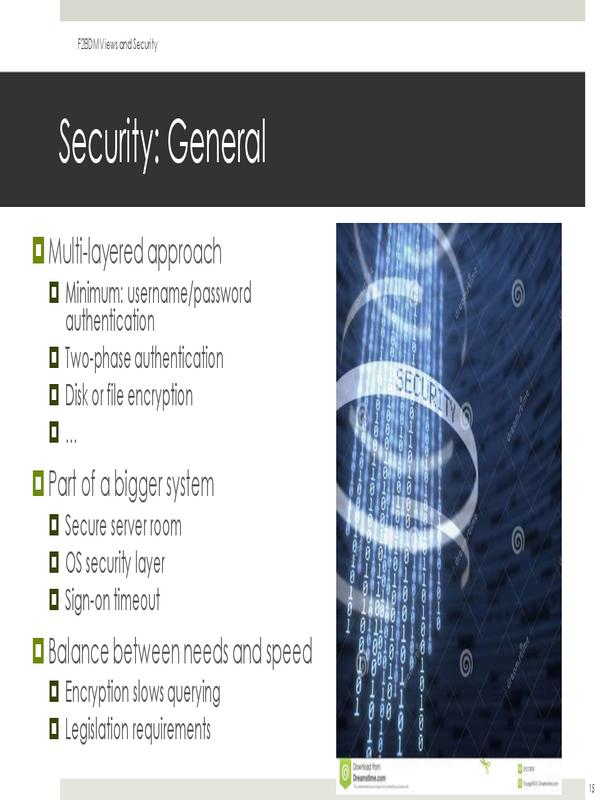 F2BDM Views and Security
Security: General
Multi-layered approach
Minimum: username/password
authentication
Two-phase authentication
Disk or file encryption
...
Part of a bigger system
Secure server room
OS security layer
Sign-on timeout
Balance between needs and speed
Encryption slows querying
Legislation requirements
SECURITY
Download from
Dreamstime.com
15